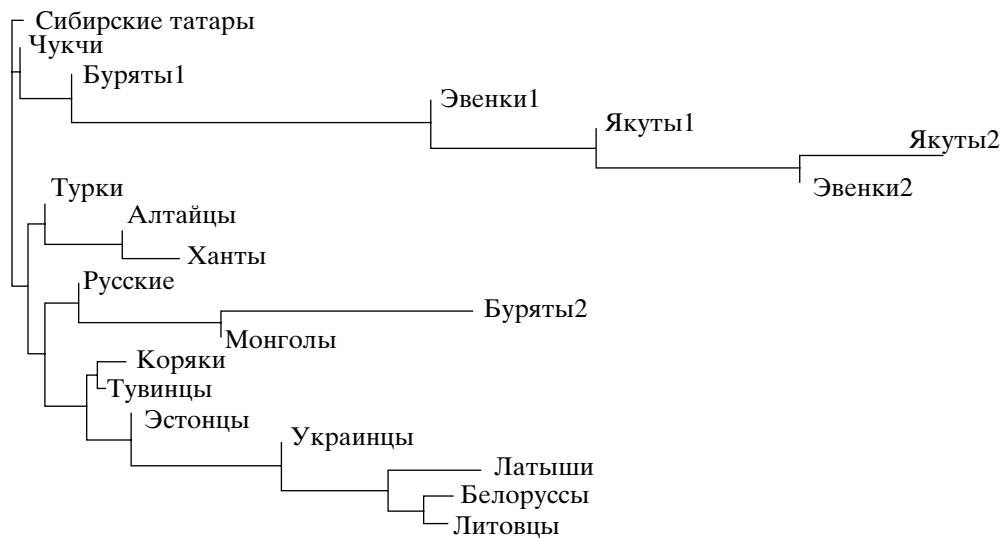 Сибирские татары
Чукчи
Буряты1
Эвенки1
Якуты1
Якуты2
Эвенки2
Турки
Алтайцы
Ханты
Русские
Буряты2
Монголы
Коряки
Тувинцы
Эстонцы
Украинцы
Латыши
Белоруссы
Литовцы